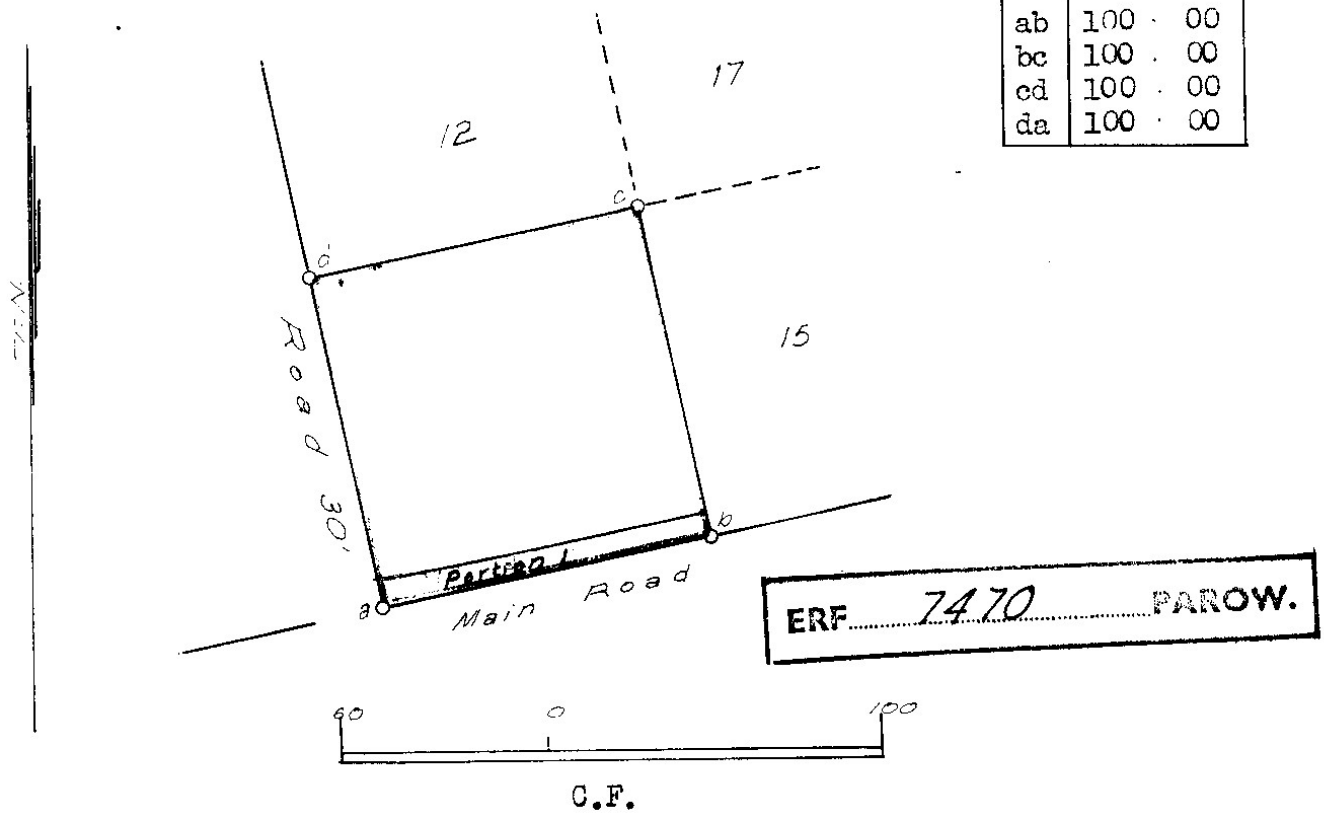 ab 100 . 00
bc 100 . 00
cd 100 . 00
da 100 . 00
17
12
c
d
15
Road 30'
b
Portion 1
a
Main Road
ERF 7470 PAROW.
60 0 100
C.F.